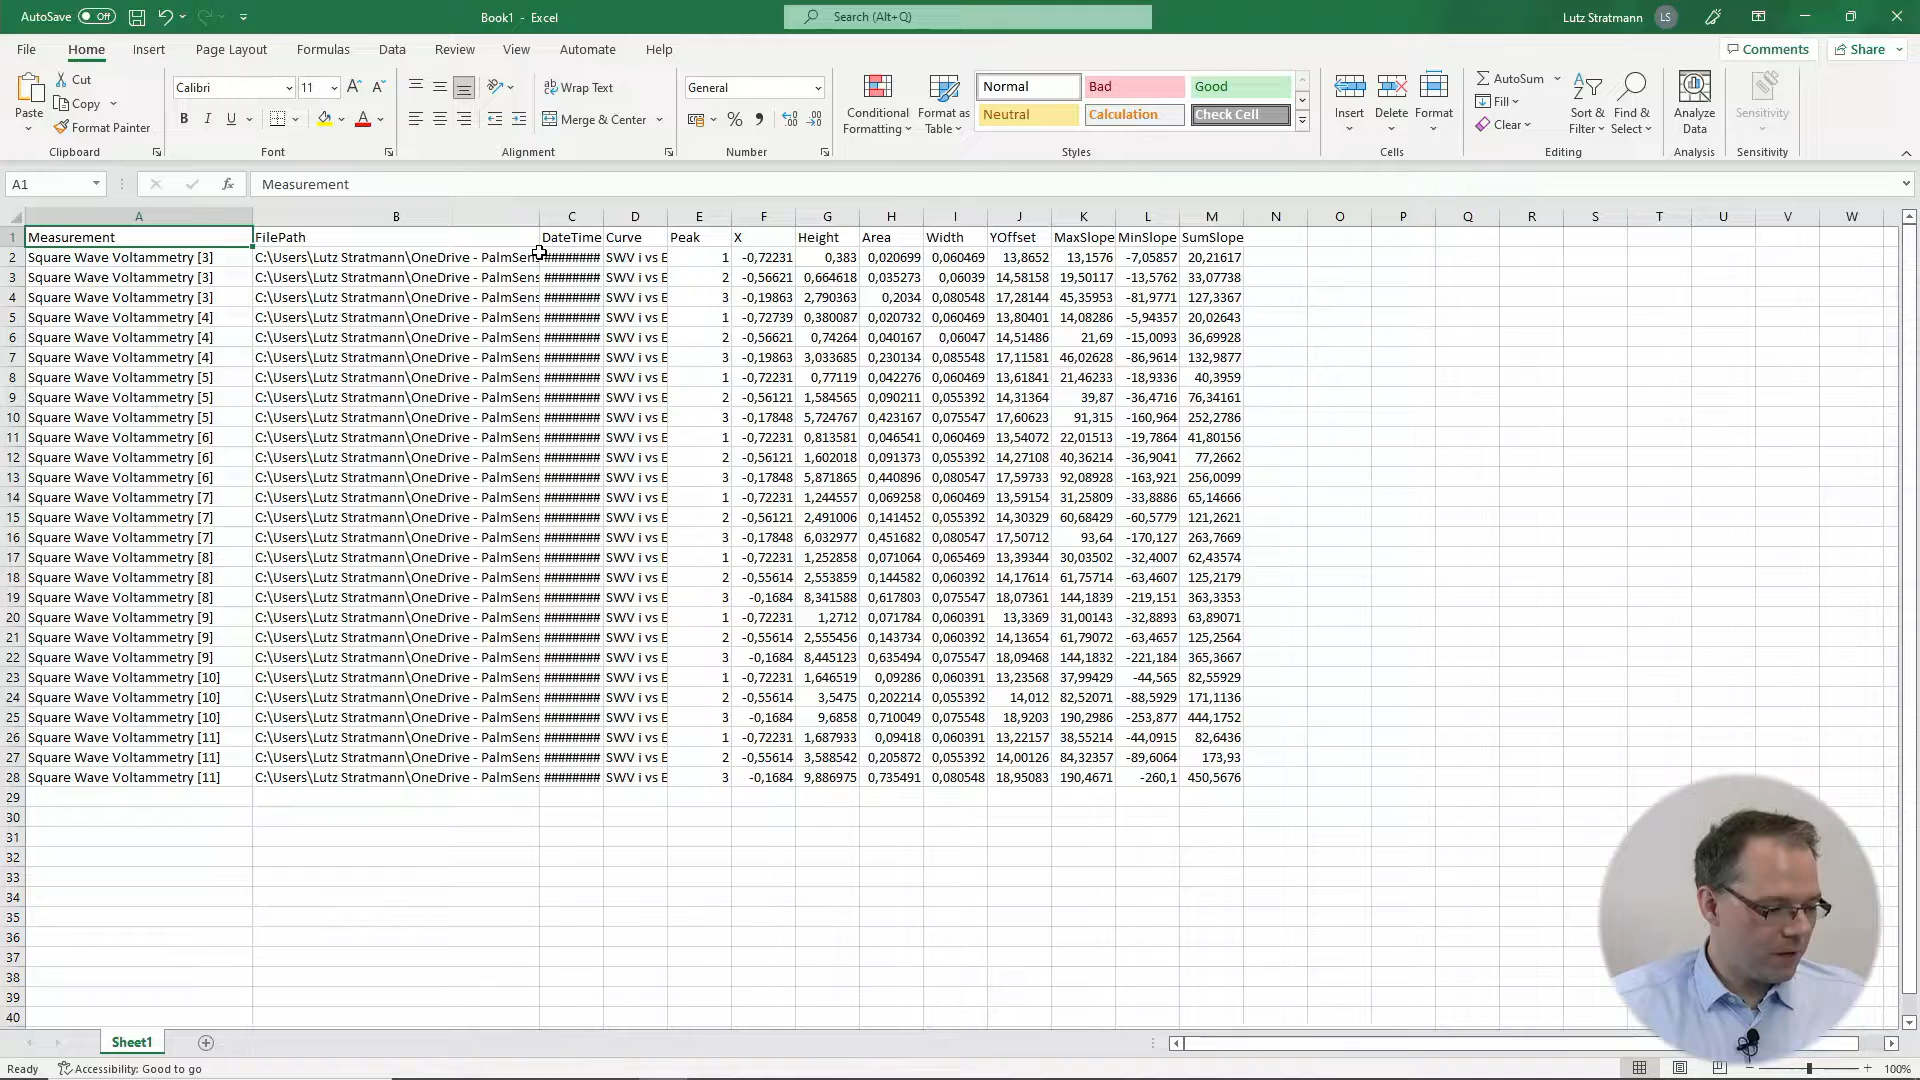 AutoSave Off Book1 - Excel Search (Alt+Q) Lutz Stratmann LS
File Home Insert Page Layout Formulas Data Review View Automate Help Comments Share
Paste Cut Copy Format Painter Clipboard
Calibri 11 A A B I U A Font
Wrap Text Merge & Center Alignment
General % Number
Conditional Formatting Format as Table Normal Bad Good Neutral Calculation Check Cell Styles
Insert Delete Format Cells
AutoSum Fill Clear Sort & Filter Find & Select Editing
Analyze Data Analysis Sensitivity Sensitivity
A1 fx Measurement
A B C D E F G H I J K L M N O P Q R S T U V W
1 Measurement FilePath DateTime Curve Peak X Height Area Width YOffset MaxSlope MinSlope SumSlope
2 Square Wave Voltammetry [3] C:\Users\Lutz Stratmann\OneDrive - PalmSens ######## SWV i vs E 1 -0,72231 0,383 0,020699 0,060469 13,8652 13,1576 -7,05857 20,21617
3 Square Wave Voltammetry [3] C:\Users\Lutz Stratmann\OneDrive - PalmSens ######## SWV i vs E 2 -0,56621 0,664618 0,035273 0,06039 14,58158 19,50117 -13,5762 33,07738
4 Square Wave Voltammetry [3] C:\Users\Lutz Stratmann\OneDrive - PalmSens ######## SWV i vs E 3 -0,19863 2,790363 0,2034 0,080548 17,28144 45,35953 -81,9771 127,3367
5 Square Wave Voltammetry [4] C:\Users\Lutz Stratmann\OneDrive - PalmSens ######## SWV i vs E 1 -0,72739 0,380087 0,020732 0,060469 13,80401 14,08286 -5,94357 20,02643
6 Square Wave Voltammetry [4] C:\Users\Lutz Stratmann\OneDrive - PalmSens ######## SWV i vs E 2 -0,56621 0,74264 0,040167 0,06047 14,51486 21,69 -15,0093 36,69928
7 Square Wave Voltammetry [4] C:\Users\Lutz Stratmann\OneDrive - PalmSens ######## SWV i vs E 3 -0,19863 3,033685 0,230134 0,085548 17,11581 46,02628 -86,9614 132,9877
8 Square Wave Voltammetry [5] C:\Users\Lutz Stratmann\OneDrive - PalmSens ######## SWV i vs E 1 -0,72231 0,77119 0,042276 0,060469 13,61841 21,46233 -18,9336 40,3959
9 Square Wave Voltammetry [5] C:\Users\Lutz Stratmann\OneDrive - PalmSens ######## SWV i vs E 2 -0,56121 1,584565 0,090211 0,055392 14,31364 39,87 -36,4716 76,34161
10 Square Wave Voltammetry [5] C:\Users\Lutz Stratmann\OneDrive - PalmSens ######## SWV i vs E 3 -0,17848 5,724767 0,423167 0,075547 17,60623 91,315 -160,964 252,2786
11 Square Wave Voltammetry [6] C:\Users\Lutz Stratmann\OneDrive - PalmSens ######## SWV i vs E 1 -0,72231 0,813581 0,046541 0,060469 13,54072 22,01513 -19,7864 41,80156
12 Square Wave Voltammetry [6] C:\Users\Lutz Stratmann\OneDrive - PalmSens ######## SWV i vs E 2 -0,56121 1,602018 0,091373 0,055392 14,27108 40,36214 -36,9041 77,2662
13 Square Wave Voltammetry [6] C:\Users\Lutz Stratmann\OneDrive - PalmSens ######## SWV i vs E 3 -0,17848 5,871865 0,440896 0,080547 17,59733 92,08928 -163,921 256,0099
14 Square Wave Voltammetry [7] C:\Users\Lutz Stratmann\OneDrive - PalmSens ######## SWV i vs E 1 -0,72231 1,244557 0,069258 0,060469 13,59154 31,25809 -33,8886 65,14666
15 Square Wave Voltammetry [7] C:\Users\Lutz Stratmann\OneDrive - PalmSens ######## SWV i vs E 2 -0,56121 2,491006 0,141452 0,055392 14,30329 60,68429 -60,5779 121,2621
16 Square Wave Voltammetry [7] C:\Users\Lutz Stratmann\OneDrive - PalmSens ######## SWV i vs E 3 -0,17848 6,032977 0,451682 0,080547 17,50712 93,64 -170,127 263,7669
17 Square Wave Voltammetry [8] C:\Users\Lutz Stratmann\OneDrive - PalmSens ######## SWV i vs E 1 -0,72231 1,252858 0,071064 0,065469 13,39344 30,03502 -32,4007 62,43574
18 Square Wave Voltammetry [8] C:\Users\Lutz Stratmann\OneDrive - PalmSens ######## SWV i vs E 2 -0,55614 2,553859 0,144582 0,060392 14,17614 61,75714 -63,4607 125,2179
19 Square Wave Voltammetry [8] C:\Users\Lutz Stratmann\OneDrive - PalmSens ######## SWV i vs E 3 -0,1684 8,341588 0,617803 0,075547 18,07361 144,1839 -219,151 363,3353
20 Square Wave Voltammetry [9] C:\Users\Lutz Stratmann\OneDrive - PalmSens ######## SWV i vs E 1 -0,72231 1,2712 0,071784 0,060391 13,3369 31,00143 -32,8893 63,89071
21 Square Wave Voltammetry [9] C:\Users\Lutz Stratmann\OneDrive - PalmSens ######## SWV i vs E 2 -0,55614 2,555456 0,143734 0,060392 14,13654 61,79072 -63,4657 125,2564
22 Square Wave Voltammetry [9] C:\Users\Lutz Stratmann\OneDrive - PalmSens ######## SWV i vs E 3 -0,1684 8,445123 0,635494 0,075547 18,09468 144,1832 -221,184 365,3667
23 Square Wave Voltammetry [10] C:\Users\Lutz Stratmann\OneDrive - PalmSens ######## SWV i vs E 1 -0,72231 1,646519 0,09286 0,060391 13,23568 37,99429 -44,565 82,55929
24 Square Wave Voltammetry [10] C:\Users\Lutz Stratmann\OneDrive - PalmSens ######## SWV i vs E 2 -0,55614 3,5475 0,202214 0,055392 14,012 82,52071 -88,5929 171,1136
25 Square Wave Voltammetry [10] C:\Users\Lutz Stratmann\OneDrive - PalmSens ######## SWV i vs E 3 -0,1684 9,6858 0,710049 0,075548 18,9203 190,2986 -253,877 444,1752
26 Square Wave Voltammetry [11] C:\Users\Lutz Stratmann\OneDrive - PalmSens ######## SWV i vs E 1 -0,72231 1,687933 0,09418 0,060391 13,22157 38,55214 -44,0915 82,6436
27 Square Wave Voltammetry [11] C:\Users\Lutz Stratmann\OneDrive - PalmSens ######## SWV i vs E 2 -0,55614 3,588542 0,205872 0,055392 14,00126 84,32357 -89,6064 173,93
28 Square Wave Voltammetry [11] C:\Users\Lutz Stratmann\OneDrive - PalmSens ######## SWV i vs E 3 -0,1684 9,886975 0,735491 0,080548 18,95083 190,4671 -260,1 450,5676
29
30
31
32
33
34
35
36
37
38
39
40
Sheet1
Ready Accessibility: Good to go 100%